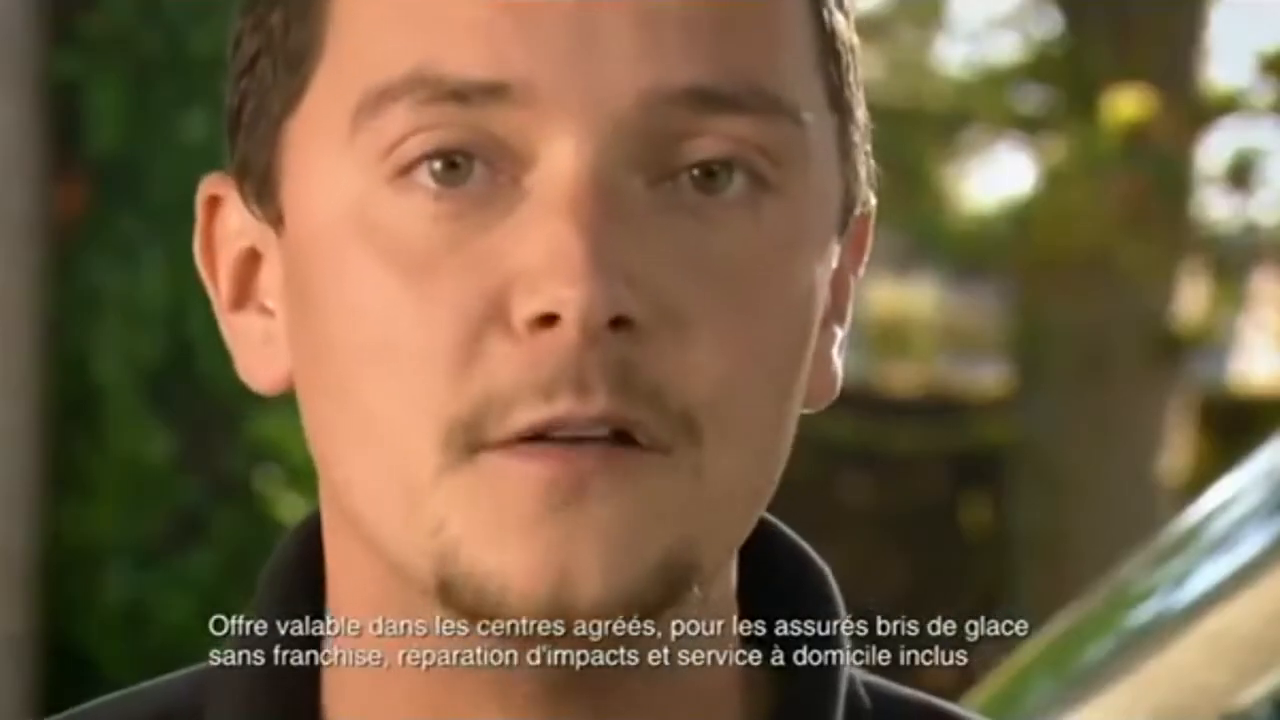 Offre valable dans les centres agréés, pour les assurés bris de glace
sans franchise, réparation d'impacts et service à domicile inclus